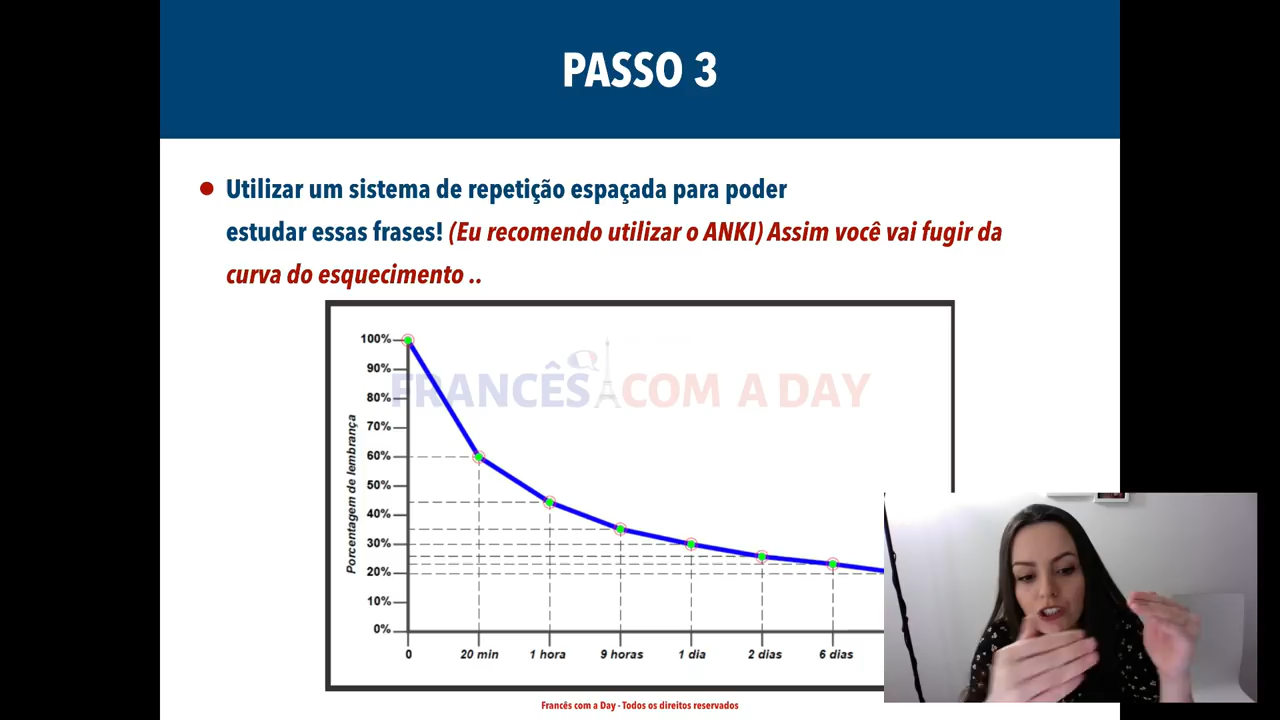 PASSO 3
Utilizar um sistema de repetição espaçada para poder
estudar essas frases! (Eu recomendo utilizar o ANKI) Assim você vai fugir da
curva do esquecimento ..
FRANCÊS COM A DAY
Porcentagem de lembrança
100%
90%
80%
70%
60%
50%
40%
30%
20%
10%
0%
0 20 min 1 hora 9 horas 1 dia 2 dias 6 dias
Francês com a Day - Todos os direitos reservados